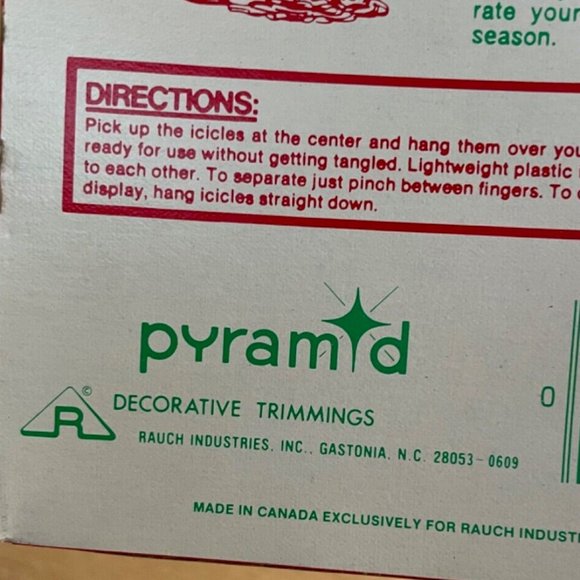 rate your
season.
DIRECTIONS:
Pick up the icicles at the center and hang them over you
ready for use without getting tangled. Lightweight plastic
to each other. To separate just pinch between fingers. To
display, hang icicles straight down.
pyramid
R ©
DECORATIVE TRIMMINGS
RAUCH INDUSTRIES, INC., GASTONIA, N.C. 28053-0609
0
MADE IN CANADA EXCLUSIVELY FOR RAUCH INDUST